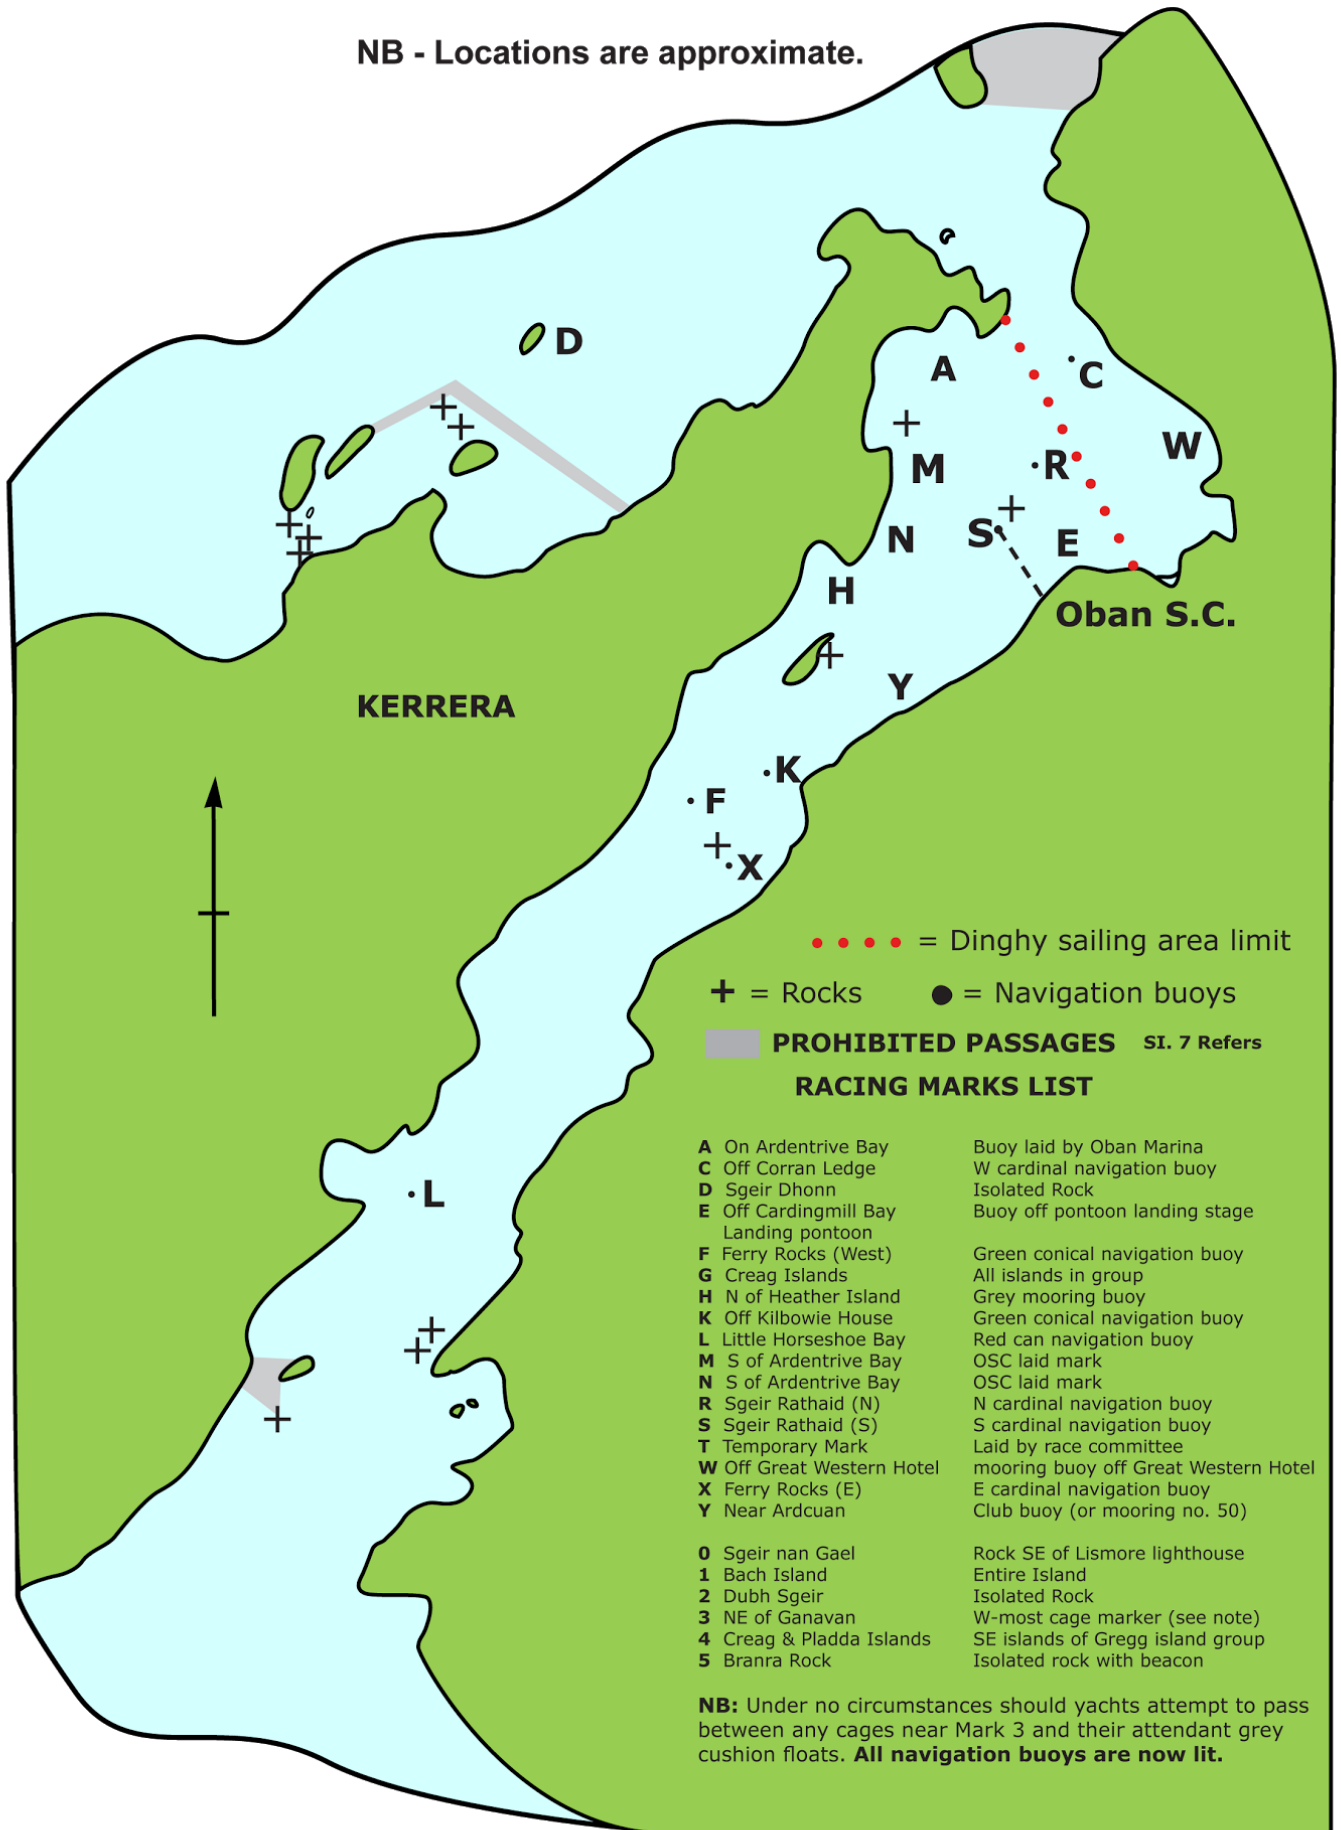 NB - Locations are approximate.
D
A
C
W
M
R
N
S
E
H
Oban S.C.
KERRERA
Y
K
F
X
= Dinghy sailing area limit
+ = Rocks
= Navigation buoys
PROHIBITED PASSAGES SI. 7 Refers
RACING MARKS LIST
L
A On Ardentrive Bay Buoy laid by Oban Marina
C Off Corran Ledge W cardinal navigation buoy
D Sgeir Dhonn Isolated Rock
E Off Cardingmill Bay Buoy off pontoon landing stage
Landing pontoon
F Ferry Rocks (West) Green conical navigation buoy
G Creag Islands All islands in group
H N of Heather Island Grey mooring buoy
K Off Kilbowie House Green conical navigation buoy
L Little Horseshoe Bay Red can navigation buoy
M S of Ardentrive Bay OSC laid mark
N S of Ardentrive Bay OSC laid mark
R Sgeir Rathaid (N) N cardinal navigation buoy
S Sgeir Rathaid (S) S cardinal navigation buoy
T Temporary Mark Laid by race committee
W Off Great Western Hotel mooring buoy off Great Western Hotel
X Ferry Rocks (E) E cardinal navigation buoy
Y Near Ardcuan Club buoy (or mooring no. 50)
0 Sgeir nan Gael Rock SE of Lismore lighthouse
1 Bach Island Entire Island
2 Dubh Sgeir Isolated Rock
3 NE of Ganavan W-most cage marker (see note)
4 Creag & Pladda Islands SE islands of Gregg island group
5 Branra Rock Isolated rock with beacon
NB: Under no circumstances should yachts attempt to pass
between any cages near Mark 3 and their attendant grey
cushion floats. All navigation buoys are now lit.